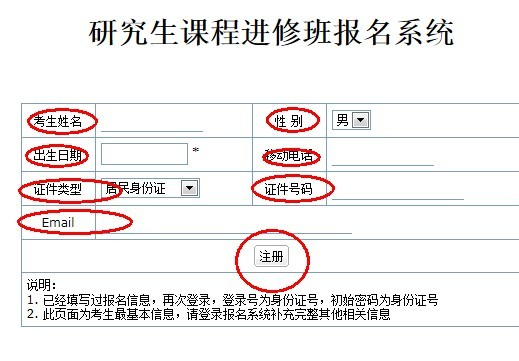 研究生课程进修班报名系统
考生姓名 性 别 男
出生日期 * 移动电话
证件类型 居民身份证 证件号码
Email
注册
说明:
1. 已经填写过报名信息，再次登录，登录号为身份证号，初始密码为身份证号
2. 此页面为考生最基本信息，请登录报名系统补充完整其他相关信息